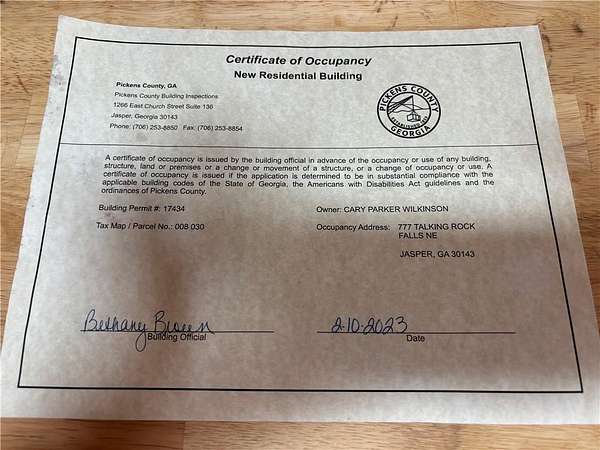 Certificate of Occupancy
New Residential Building
Pickens County, GA
Pickens County Building Inspections
1266 East Church Street Suite 136
Jasper, Georgia 30143
Phone: (706) 253-8850 Fax: (706) 253-8854
PICKENS COUNTY
GEORGIA
A certificate of occupancy is issued by the building official in advance of the occupancy or use of any building,
structure, land or premises or a change or movement of a structure, or a change of occupancy or use. A
certificate of occupancy is issued if the application is determined to be in substantial compliance with the
applicable building codes of the State of Georgia, the Americans with Disabilities Act guidelines and the
ordinances of Pickens County.
Building Permit #: 17434
Owner: CARY PARKER WILKINSON
Tax Map / Parcel No.: 008 030
Occupancy Address: 777 TALKING ROCK
FALLS NE
JASPER, GA 30143
Bethany
2-10-2023
Building Official
Date